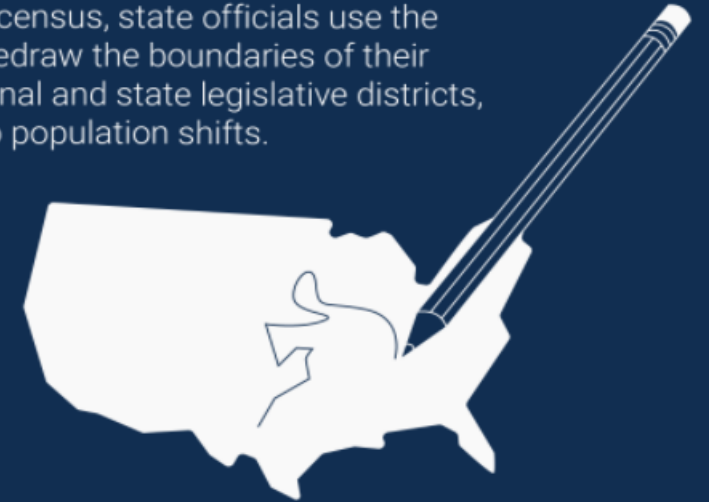 census, state officials use the
edraw the boundaries of their
nal and state legislative districts,
population shifts.